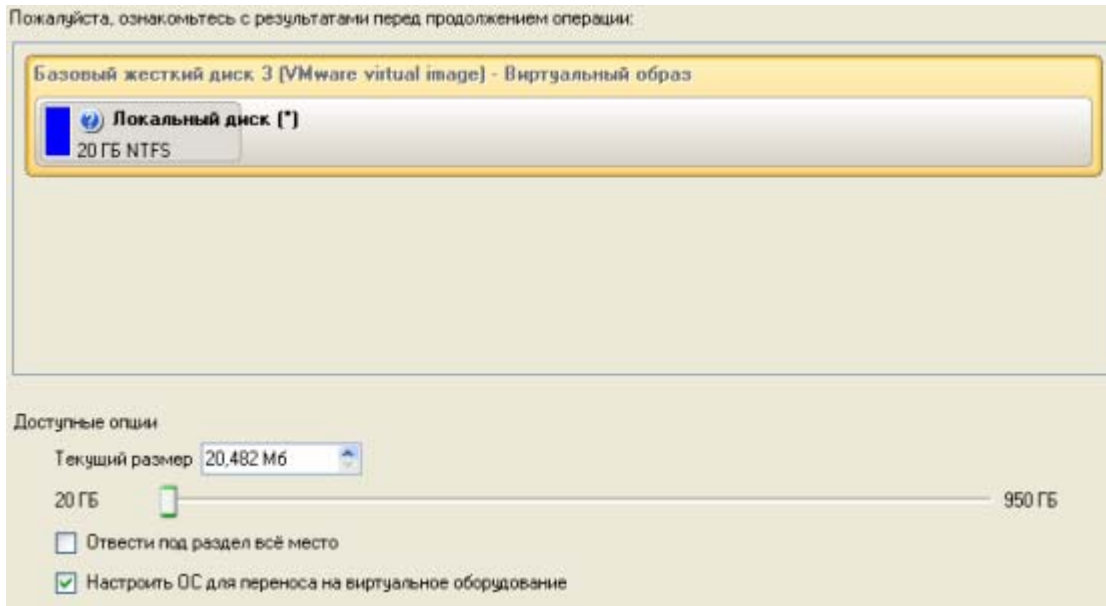 Пожалуйста, ознакомьтесь с результатами перед продолжением операции:
Базовый жесткий диск 3 (VMware virtual image) - Виртуальный образ
Локальный диск (*)
20 ГБ NTFS
Доступные опции
Текущий размер 20,482 Мб
20 ГБ 950 ГБ
Отвести под раздел всё место
Настроить ОС для переноса на виртуальное оборудование